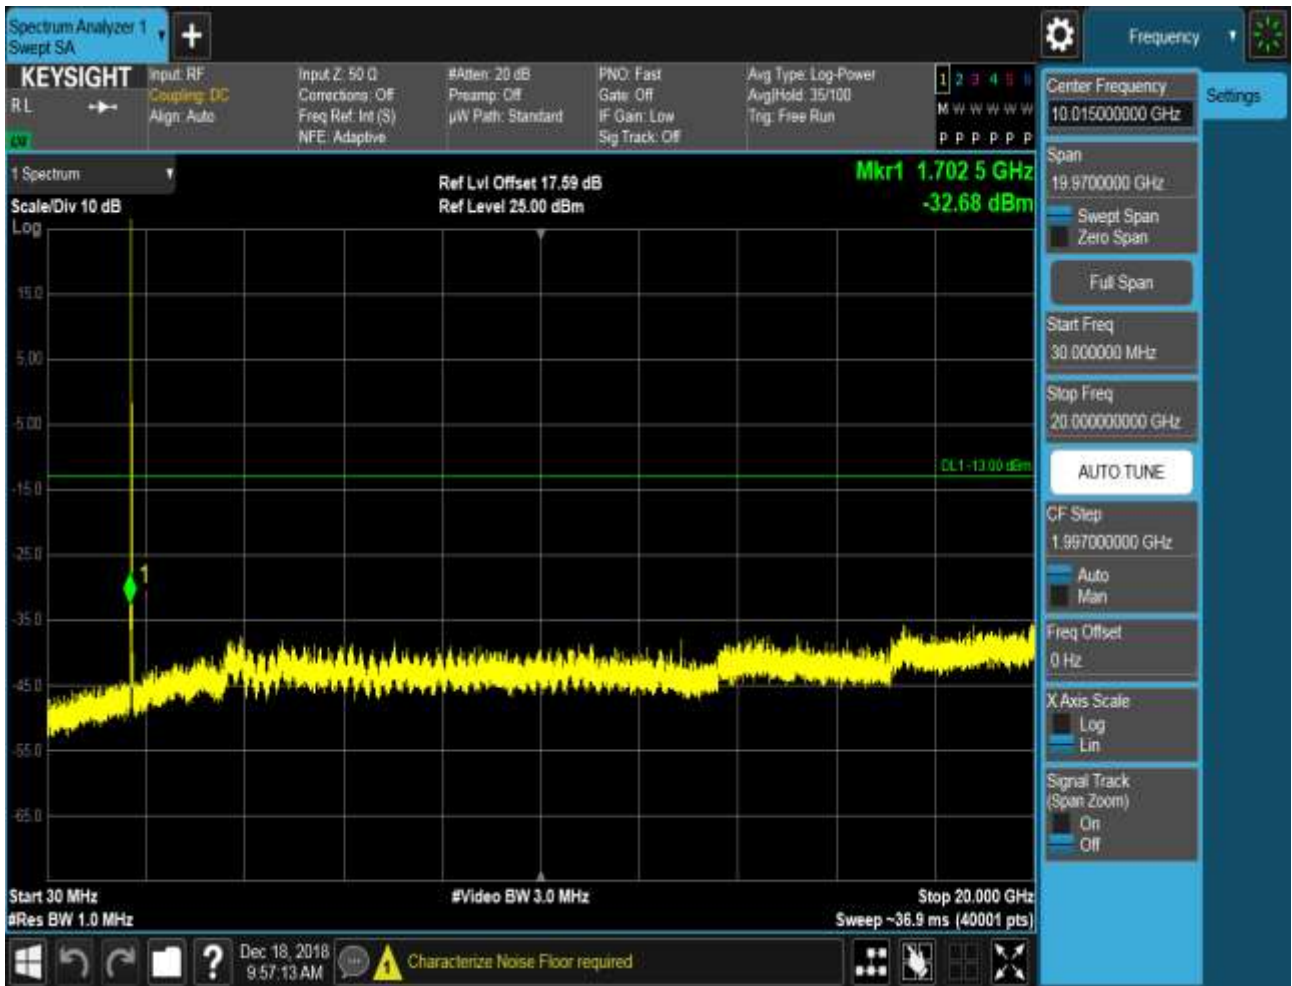 Spectrum Analyzer 1
Swept SA
Frequency
KEYSIGHT
RL
Input: RF
Coupling: DC
Align: Auto
Input Z: 50 Ω
Corrections: Off
Freq Ref: Int (S)
NFE: Adaptive
#Atten: 20 dB
Preamp: Off
µW Path: Standard
PNO: Fast
Gate: Off
IF Gain: Low
Sig Track: Off
Avg Type: Log-Power
Avg|Hold: 35/100
Trig: Free Run
1 2 3 4 5 6
M W W W W W
P P P P P P
1 Spectrum
Scale/Div 10 dB
Ref Lvl Offset 17.59 dB
Ref Level 25.00 dBm
Mkr1 1.702 5 GHz
-32.68 dBm
Log
15.0
5.00
-5.00
-15.0
-25.0
-35.0
-45.0
-55.0
-65.0
DL1 -13.00 dBm
1
Start 30 MHz
#Res BW 1.0 MHz
#Video BW 3.0 MHz
Stop 20.000 GHz
Sweep ~36.9 ms (40001 pts)
Center Frequency
10.015000000 GHz
Settings
Span
19.9700000 GHz
Swept Span
Zero Span
Full Span
Start Freq
30.000000 MHz
Stop Freq
20.000000000 GHz
AUTO TUNE
CF Step
1.997000000 GHz
Auto
Man
Freq Offset
0 Hz
X Axis Scale
Log
Lin
Signal Track
(Span Zoom)
On
Off
?
Dec 18, 2018
9:57:13 AM
Characterize Noise Floor required